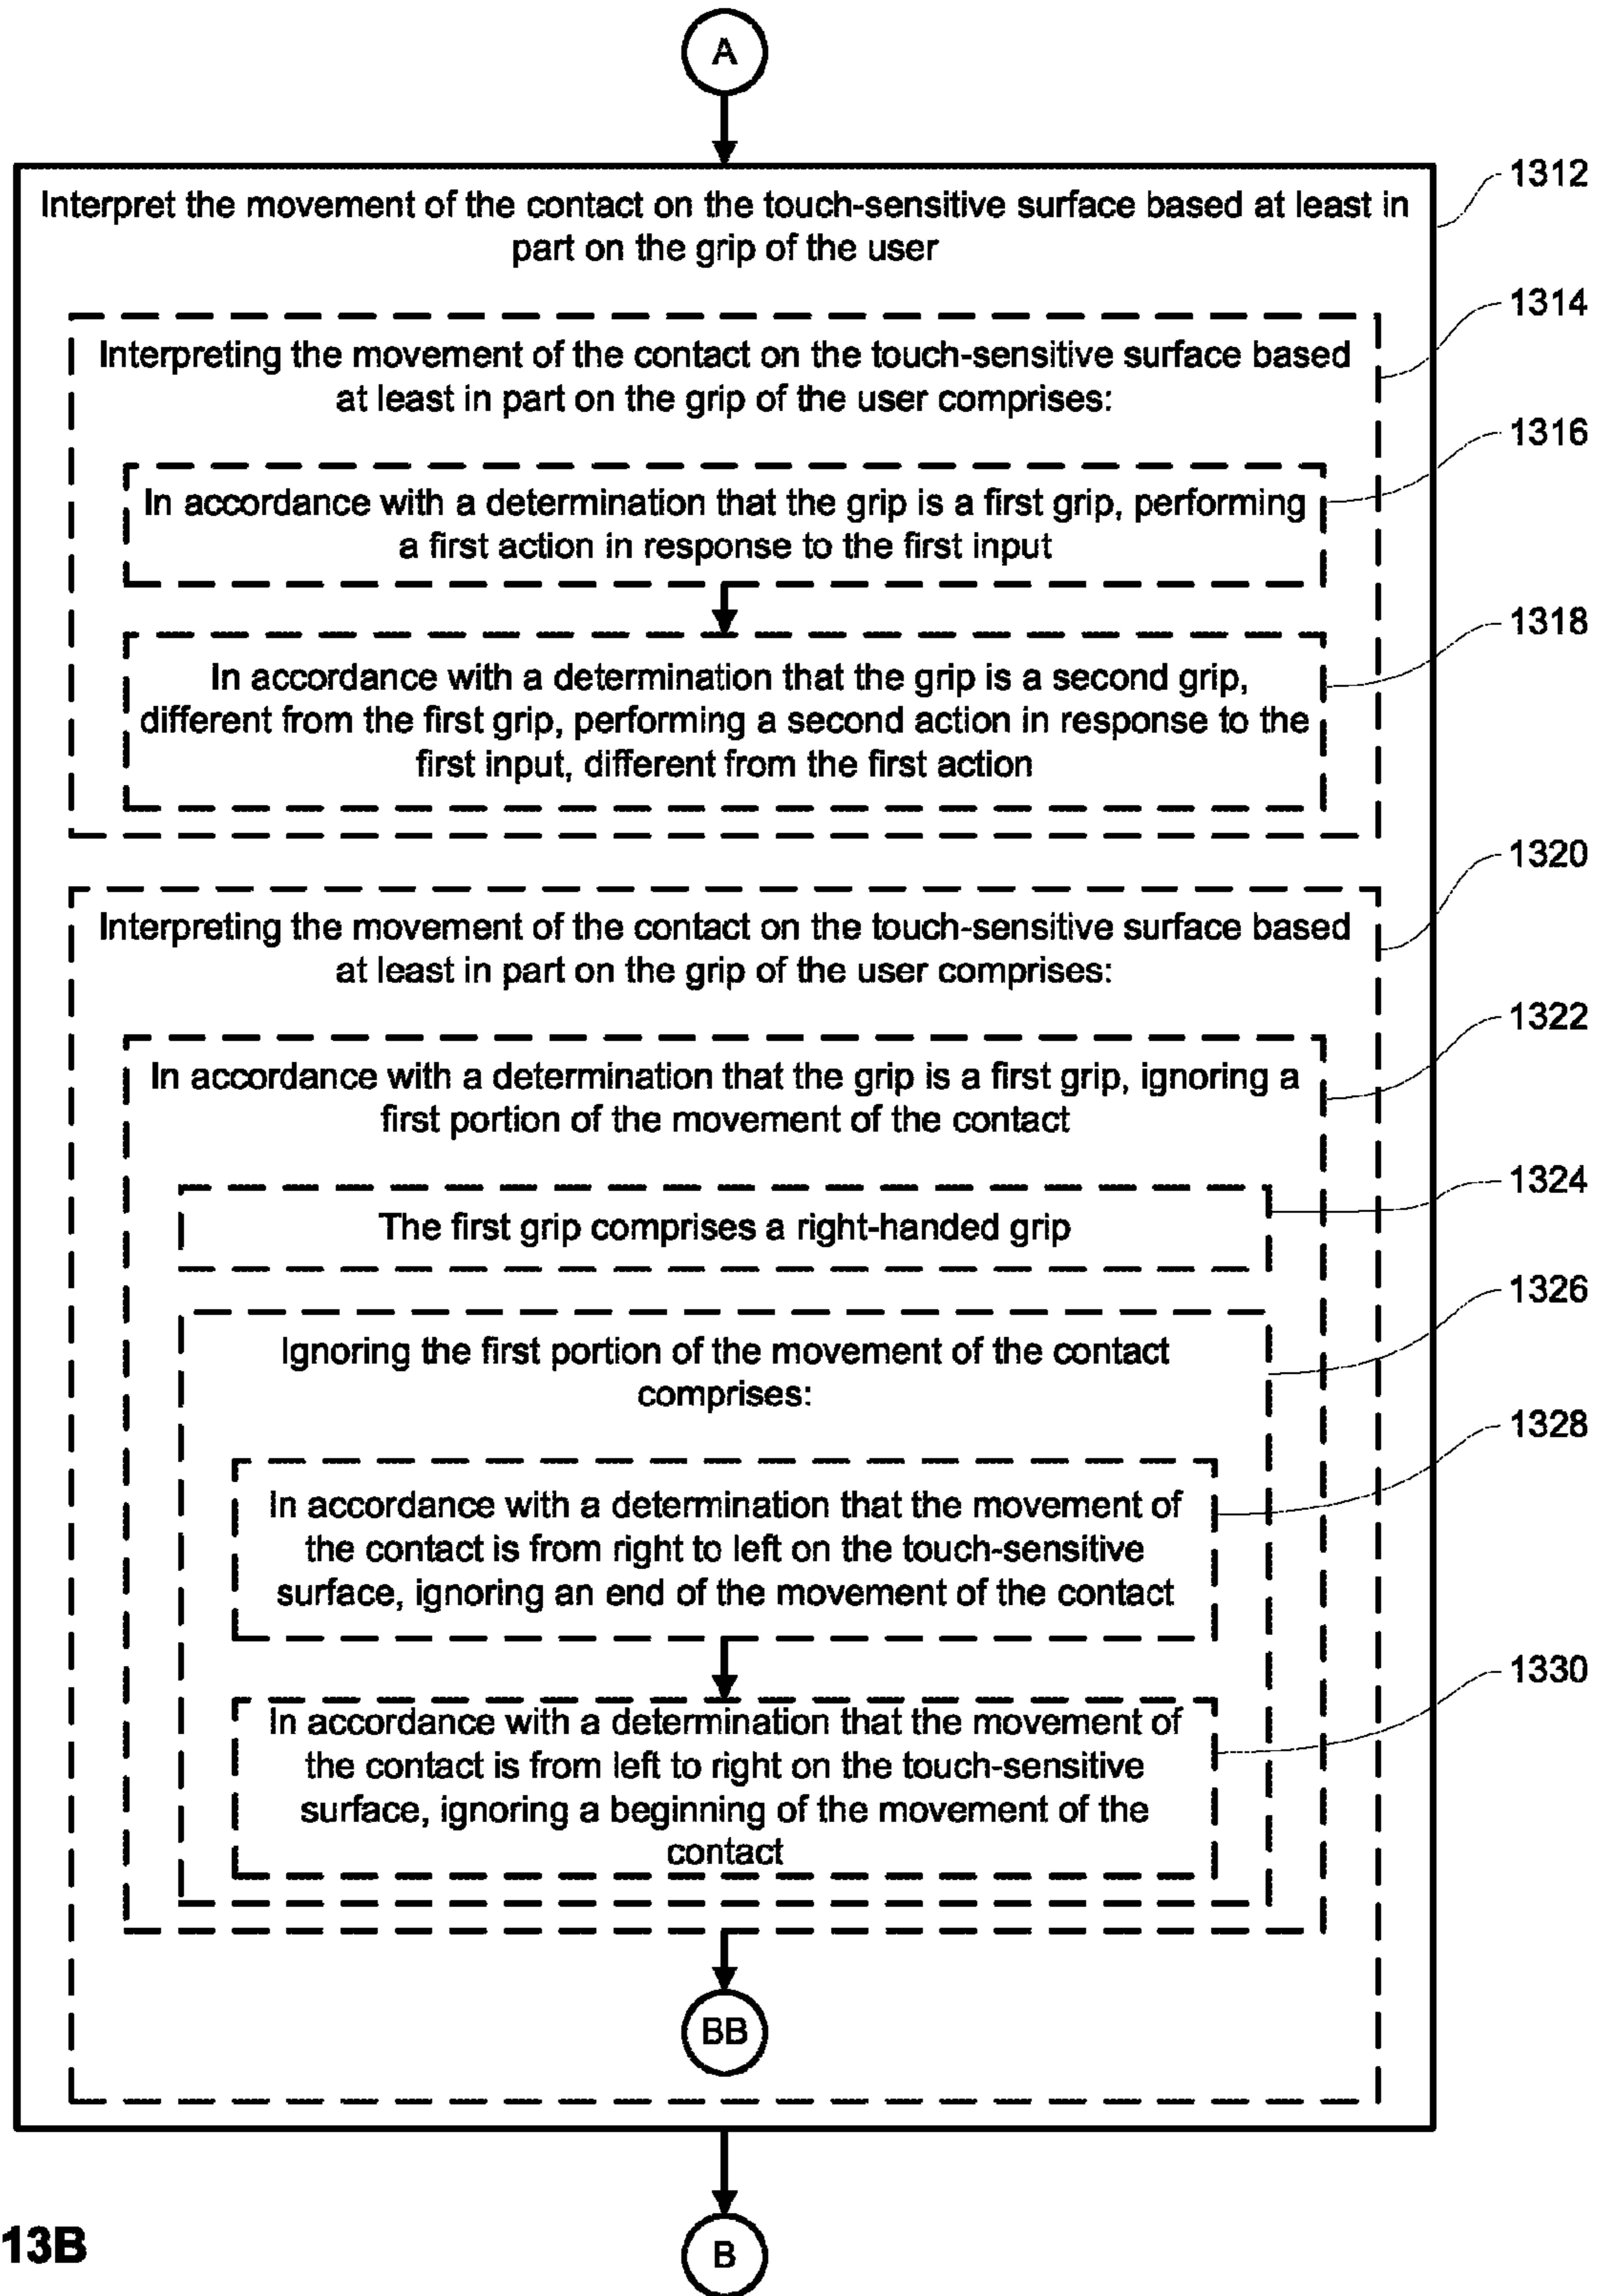 A
1312
Interpret the movement of the contact on the touch-sensitive surface based at least in
part on the grip of the user
1314
Interpreting the movement of the contact on the touch-sensitive surface based
at least in part on the grip of the user comprises:
1316
In accordance with a determination that the grip is a first grip, performing
a first action in response to the first input
1318
In accordance with a determination that the grip is a second grip,
different from the first grip, performing a second action in response to the
first input, different from the first action
1320
Interpreting the movement of the contact on the touch-sensitive surface based
at least in part on the grip of the user comprises:
1322
In accordance with a determination that the grip is a first grip, ignoring a
first portion of the movement of the contact
1324
The first grip comprises a right-handed grip
1326
Ignoring the first portion of the movement of the contact
comprises:
1328
In accordance with a determination that the movement of
the contact is from right to left on the touch-sensitive
surface, ignoring an end of the movement of the contact
1330
In accordance with a determination that the movement of
the contact is from left to right on the touch-sensitive
surface, ignoring a beginning of the movement of the
contact
BB
13B
B